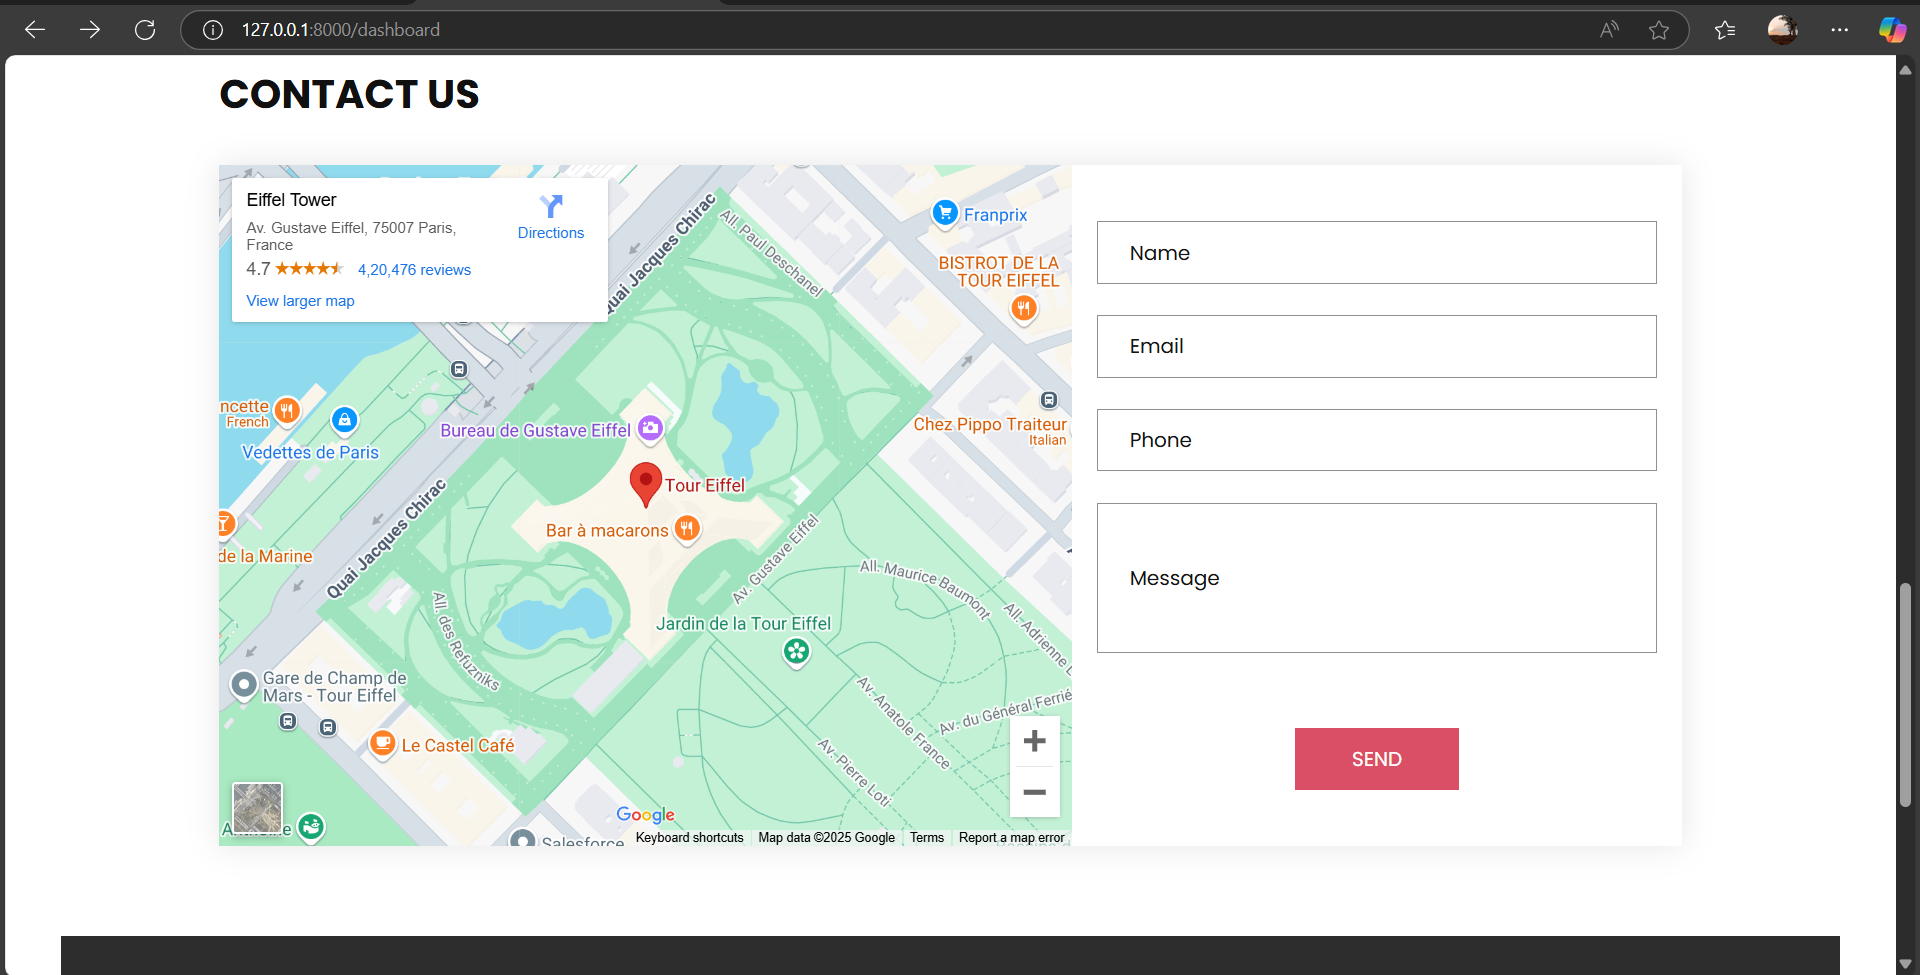 127.0.0.1:8000/dashboard
CONTACT US
Eiffel Tower
Av. Gustave Eiffel, 75007 Paris,
France
4.7
4,20,476 reviews
View larger map
Directions
Quai Jacques Chirac
All. Paul Deschanel
Franprix
BISTROT DE LA
TOUR EIFFEL
ncette
French
Vedettes de Paris
Bureau de Gustave Eiffel
Chez Pippo Traiteur
Italian
Tour Eiffel
Bar à macarons
de la Marine
Quai Jacques Chirac
Av. Gustave Eiffel
All. Maurice Baumont
All. des Refuzniks
Jardin de la Tour Eiffel
All. Adrienne
Gare de Champ de
Mars - Tour Eiffel
Av. Anatole France
Av. du Général Ferrié
Le Castel Café
Av. Pierre Loti
Google
Salesforce
Keyboard shortcuts
Map data ©2025 Google
Terms
Report a map error
Name
Email
Phone
Message
SEND